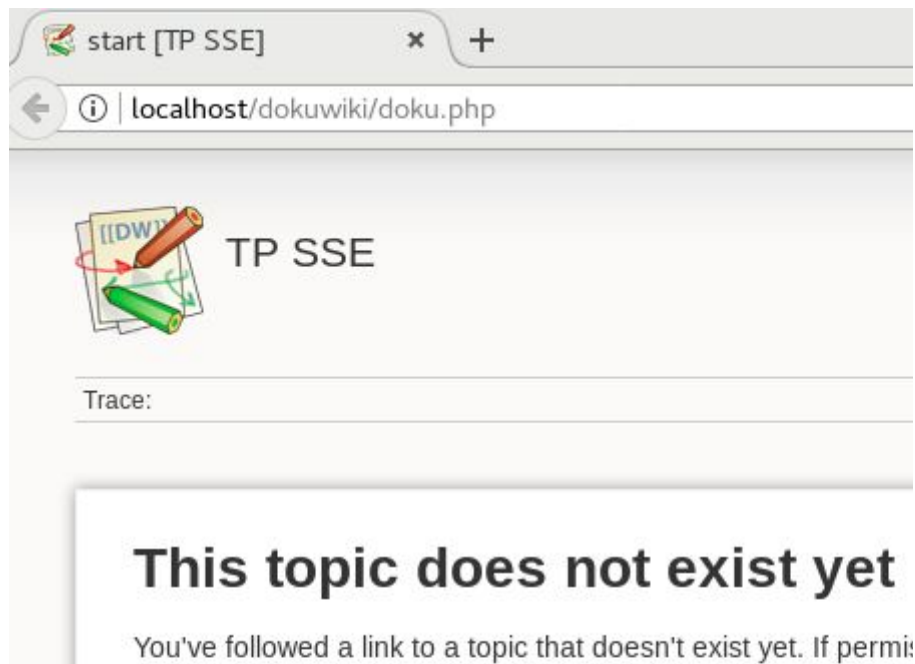 start [TP SSE]
localhost/dokuwiki/doku.php
[[DW]]
TP SSE
Trace:
This topic does not exist yet
You've followed a link to a topic that doesn't exist yet. If